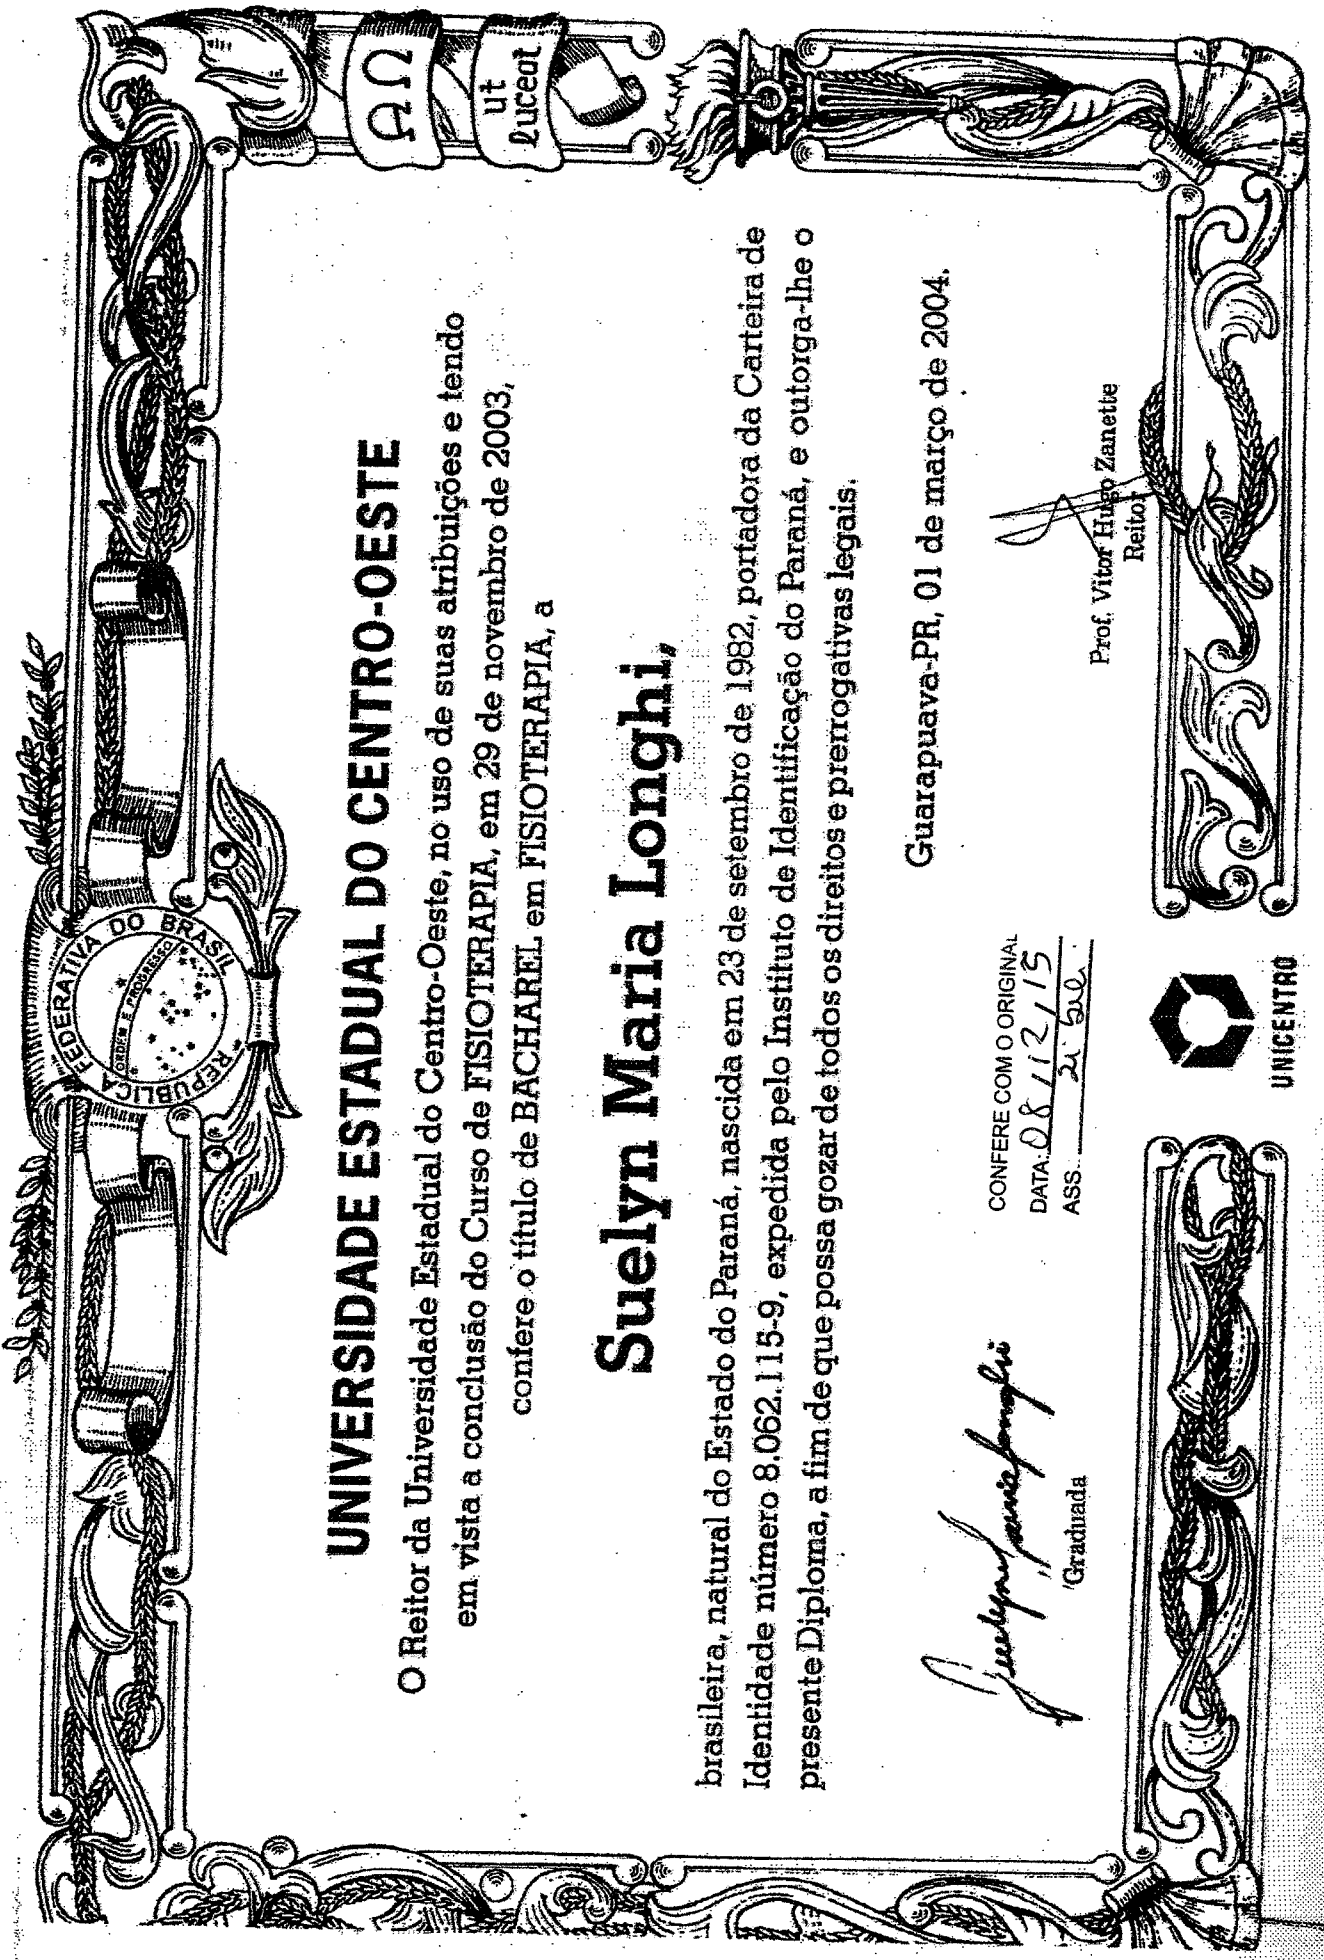 ΑΩ
ut
luceat
REPUBLICA FEDERATIVA DO BRASIL
ORDEM E PROGRESSO
UNIVERSIDADE ESTADUAL DO CENTRO-OESTE
O Reitor da Universidade Estadual do Centro-Oeste, no uso de suas atribuições e tendo
em vista a conclusão do Curso de FISIOTERAPIA, em 29 de novembro de 2003,
confere o título de BACHAREL em FISIOTERAPIA, a
Suelyn Maria Longhi,
brasileira, natural do Estado do Paraná, nascida em 23 de setembro de 1982, portadora da Carteira de
Identidade número 8.062.115-9, expedida pelo Instituto de Identificação do Paraná, e outorga-lhe o
presente Diploma, a fim de que possa gozar de todos os direitos e prerrogativas legais.
Guarapuava-PR, 01 de março de 2004.
Suelyn Maria Longhi
Graduada
CONFERE COM O ORIGINAL
DATA: 08/12/15
ASS.
Prof. Vitor Hugo Zanette
Reitor
UNICENTRO